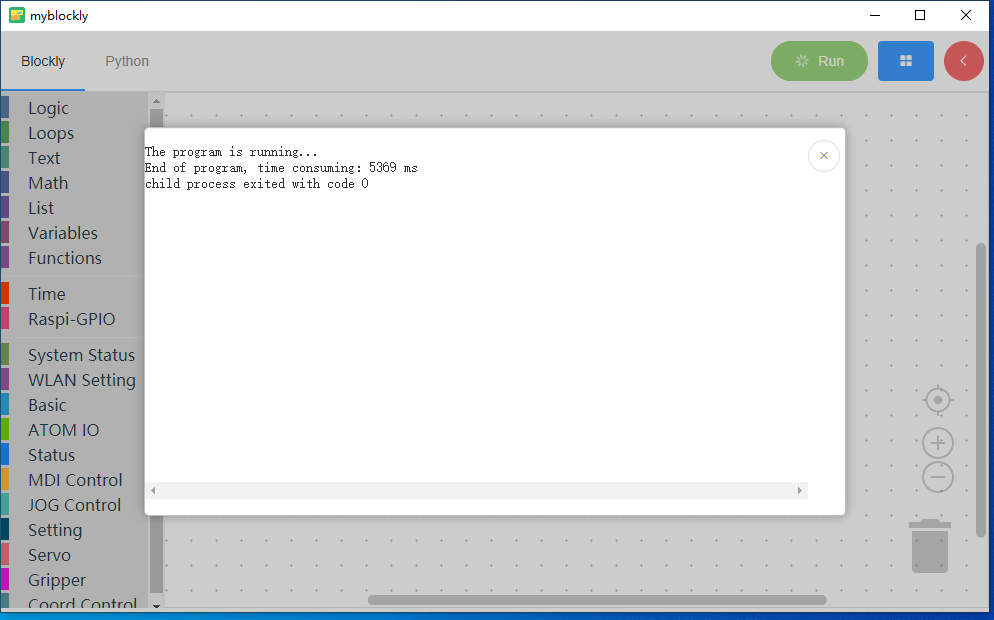 myblockly
Blockly
Python
Run
Logic
Loops
Text
Math
List
Variables
Functions
Time
Raspi-GPIO
System Status
WLAN Setting
Basic
ATOM IO
Status
MDI Control
JOG Control
Setting
Servo
Gripper
Coord Control
The program is running...
End of program, time consuming: 5369 ms
child process exited with code 0